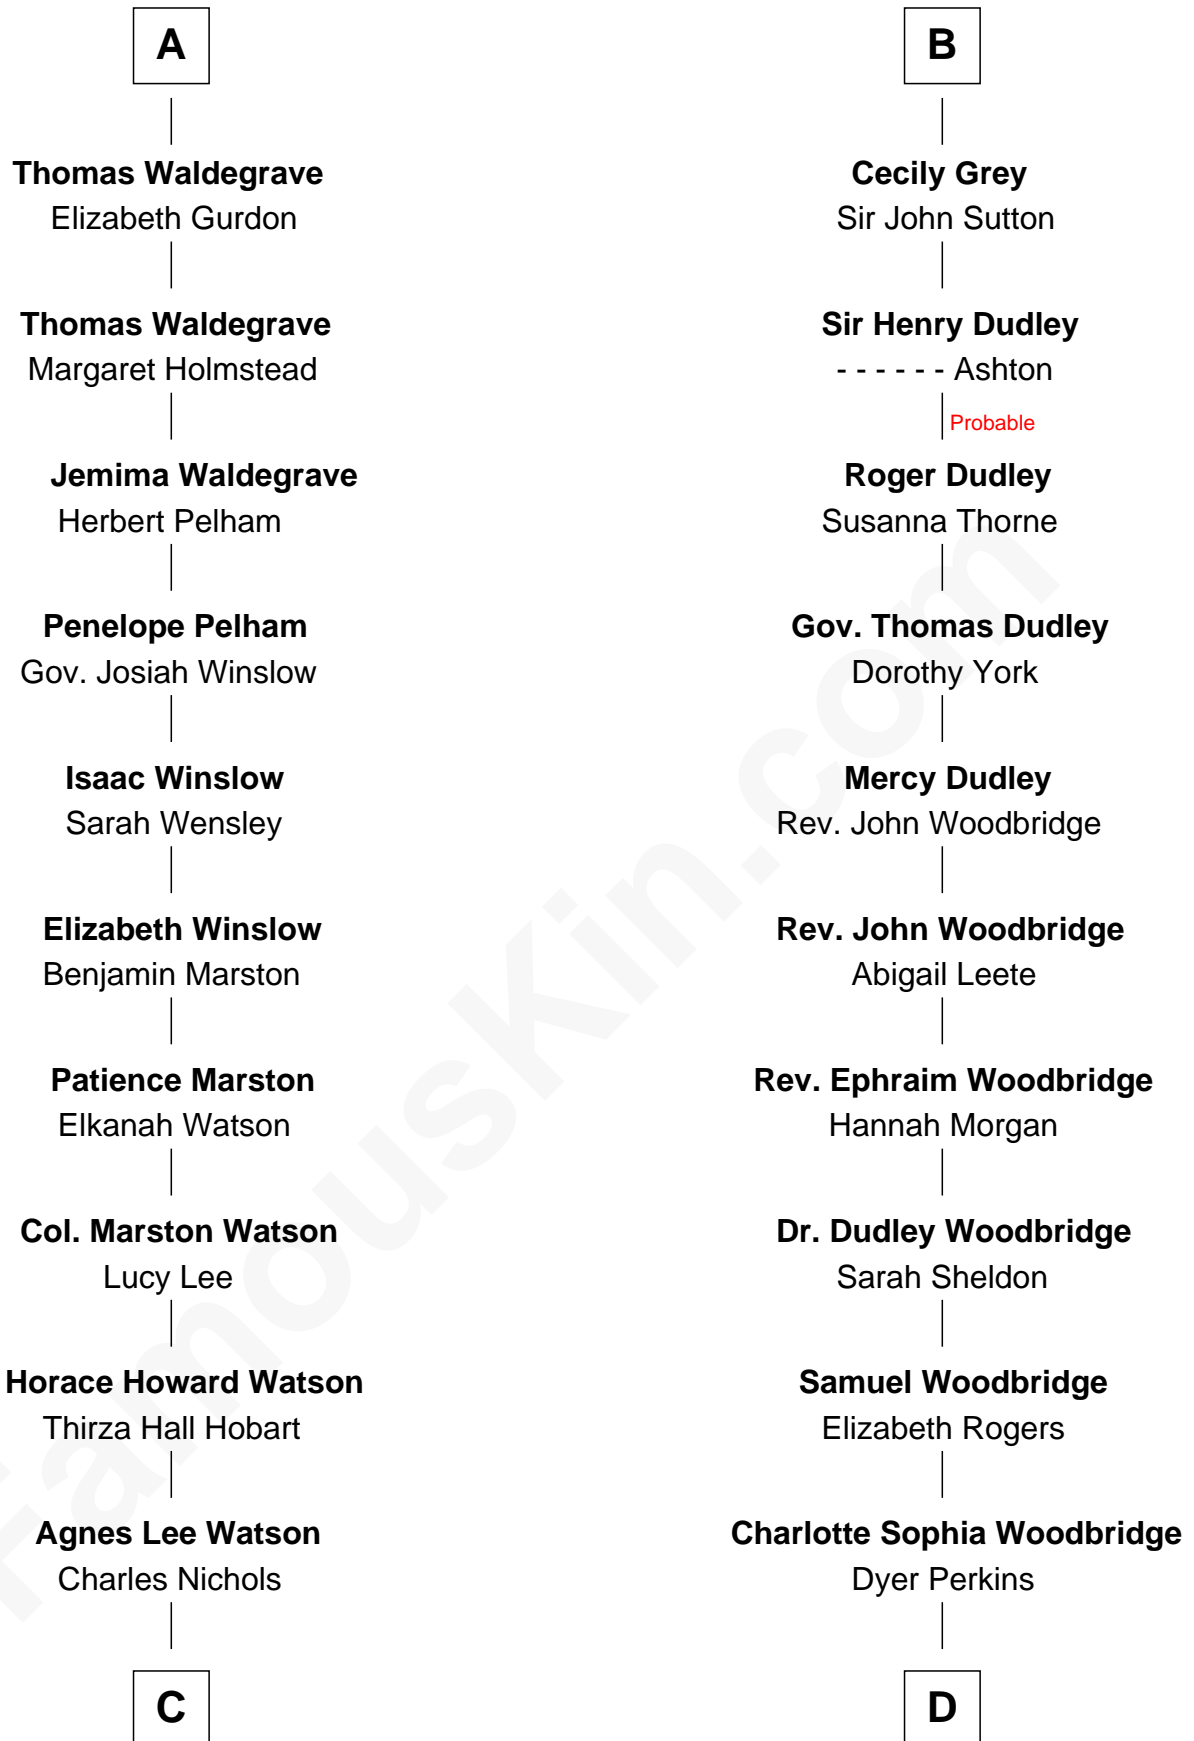 A
Thomas Waldegrave
Elizabeth Gurdon
Thomas Waldegrave
Margaret Holmstead
Jemima Waldegrave
Herbert Pelham
Penelope Pelham
Gov. Josiah Winslow
Isaac Winslow
Sarah Wensley
Elizabeth Winslow
Benjamin Marston
Patience Marston
Elkanah Watson
Col. Marston Watson
Lucy Lee
Horace Howard Watson
Thirza Hall Hobart
Agnes Lee Watson
Charles Nichols
C
B
Cecily Grey
Sir John Sutton
Sir Henry Dudley
- - - - - - Ashton
Probable
Roger Dudley
Susanna Thorne
Gov. Thomas Dudley
Dorothy York
Mercy Dudley
Rev. John Woodbridge
Rev. John Woodbridge
Abigail Leete
Rev. Ephraim Woodbridge
Hannah Morgan
Dr. Dudley Woodbridge
Sarah Sheldon
Samuel Woodbridge
Elizabeth Rogers
Charlotte Sophia Woodbridge
Dyer Perkins
D
FamousKin.com